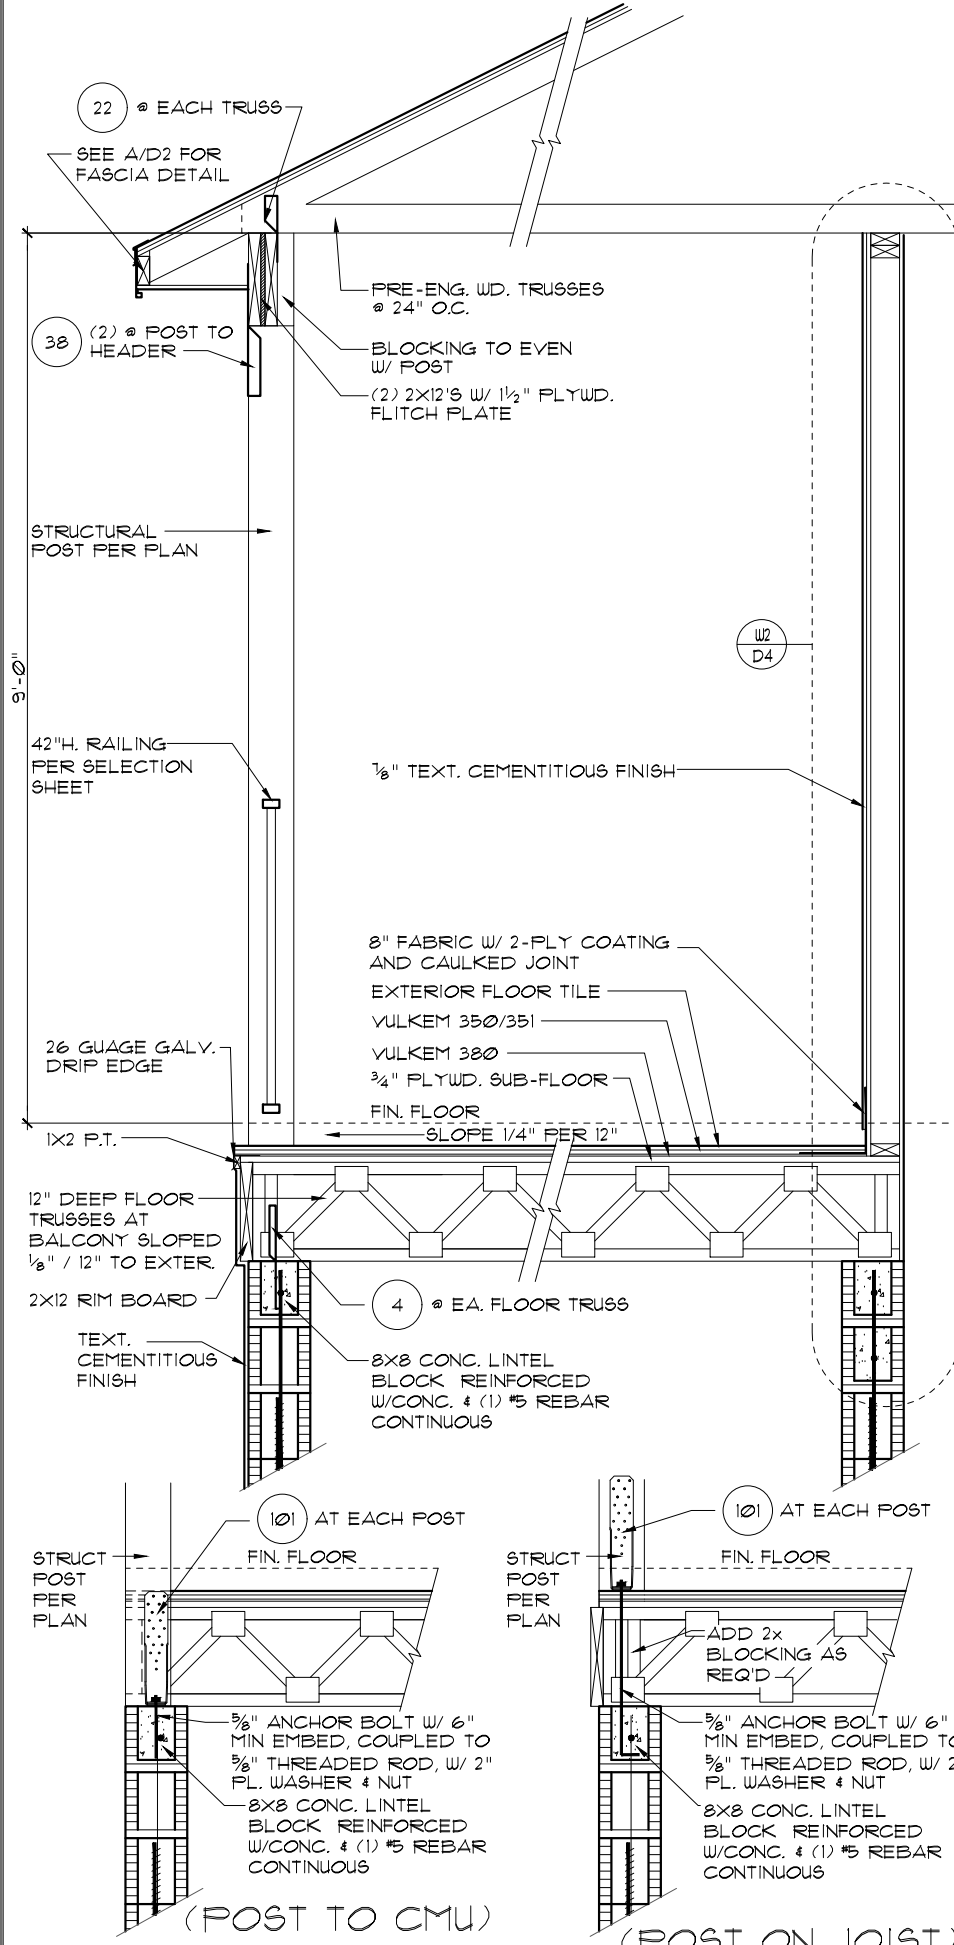 22 @ EACH TRUSS
SEE A/D2 FOR
FASCIA DETAIL
PRE-ENG. WD. TRUSSES
@ 24" O.C.
38 (2) @ POST TO
HEADER
BLOCKING TO EVEN
W/ POST
(2) 2X12'S W/ 1½" PLYWD.
FLITCH PLATE
STRUCTURAL
POST PER PLAN
W2
D4
9'-0"
42"H. RAILING
PER SELECTION
SHEET
⅞" TEXT. CEMENTITIOUS FINISH
8" FABRIC W/ 2-PLY COATING
AND CAULKED JOINT
EXTERIOR FLOOR TILE
VULKEM 350/351
VULKEM 380
¾" PLYWD. SUB-FLOOR
FIN. FLOOR
SLOPE 1/4" PER 12"
26 GUAGE GALV.
DRIP EDGE
1X2 P.T.
12" DEEP FLOOR
TRUSSES AT
BALCONY SLOPED
⅛" / 12" TO EXTER.
2X12 RIM BOARD
TEXT.
CEMENTITIOUS
FINISH
4 @ EA. FLOOR TRUSS
8X8 CONC. LINTEL
BLOCK REINFORCED
W/CONC. & (1) #5 REBAR
CONTINUOUS
101 AT EACH POST
FIN. FLOOR
STRUCT
POST
PER
PLAN
⅝" ANCHOR BOLT W/ 6"
MIN EMBED, COUPLED TO
⅝" THREADED ROD, W/ 2"
PL. WASHER & NUT
8X8 CONC. LINTEL
BLOCK REINFORCED
W/CONC. & (1) #5 REBAR
CONTINUOUS
(POST TO CMU)
101 AT EACH POST
FIN. FLOOR
STRUCT
POST
PER
PLAN
ADD 2x
BLOCKING AS
REQ'D
⅝" ANCHOR BOLT W/ 6"
MIN EMBED, COUPLED TO
⅝" THREADED ROD, W/ 2
PL. WASHER & NUT
8X8 CONC. LINTEL
BLOCK REINFORCED
W/CONC. & (1) #5 REBAR
CONTINUOUS
(POST ON JOIST)